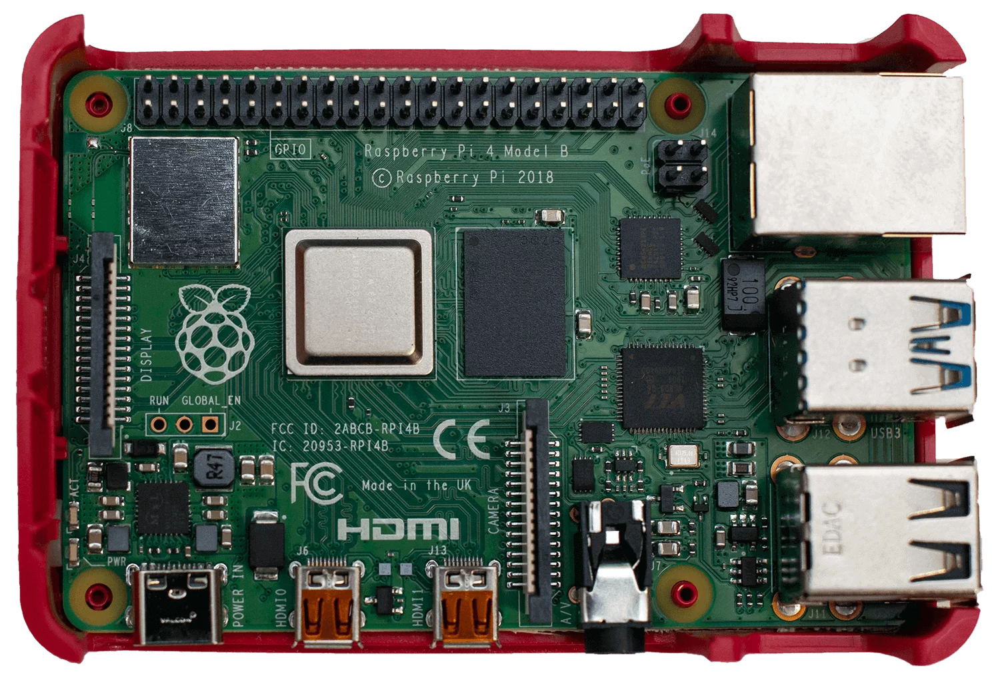 J8
GPIO
Raspberry Pi 4 Model B
© Raspberry Pi 2018
J14
PoE
J4
DISPLAY
RUN GLOBAL_EN
J2
FCC ID: 2ABCB-RPI4B
IC: 20953-RPI4B
CE
FC
Made in the UK
HDMI
J3
CAMERA
R47
100
92HP7 j
VLI
J12
USB3
EDAC
J11
ACT
PWR
POWER IN
J6
HDMI0
J13
HDMI1
A/V
J7